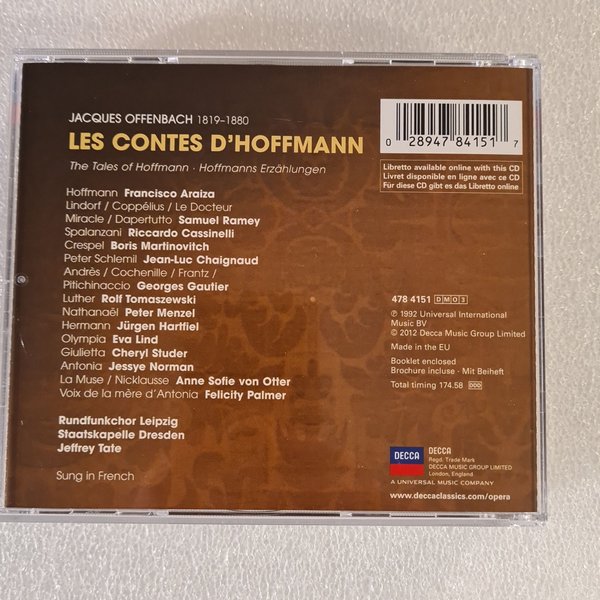 JACQUES OFFENBACH 1819–1880
LES CONTES D'HOFFMANN
The Tales of Hoffmann · Hoffmanns Erzählungen
0 28947 84151 7
Libretto available online with this CD
Livret disponible en ligne avec ce CD
Für diese CD gibt es das Libretto online
Hoffmann Francisco Araiza
Lindorf / Coppélius / Le Docteur
Miracle / Dapertutto Samuel Ramey
Spalanzani Riccardo Cassinelli
Crespel Boris Martinovitch
Peter Schlemil Jean-Luc Chaignaud
Andrès / Cochenille / Frantz /
Pitichinaccio Georges Gautier
Luther Rolf Tomaszewski
Nathanaël Peter Menzel
Hermann Jürgen Hartfiel
Olympia Eva Lind
Giulietta Cheryl Studer
Antonia Jessye Norman
La Muse / Nicklausse Anne Sofie von Otter
Voix de la mère d'Antonia Felicity Palmer
Rundfunkchor Leipzig
Staatskapelle Dresden
Jeffrey Tate
Sung in French
478 4151 DM03
℗ 1992 Universal International
Music BV
© 2012 Decca Music Group Limited
Made in the EU
Booklet enclosed
Brochure incluse · Mit Beiheft
Total timing 174.58 DDD
DECCA
DECCA
Regd. Trade Mark
DECCA MUSIC GROUP LIMITED
London, England
A UNIVERSAL MUSIC COMPANY
www.deccaclassics.com/opera